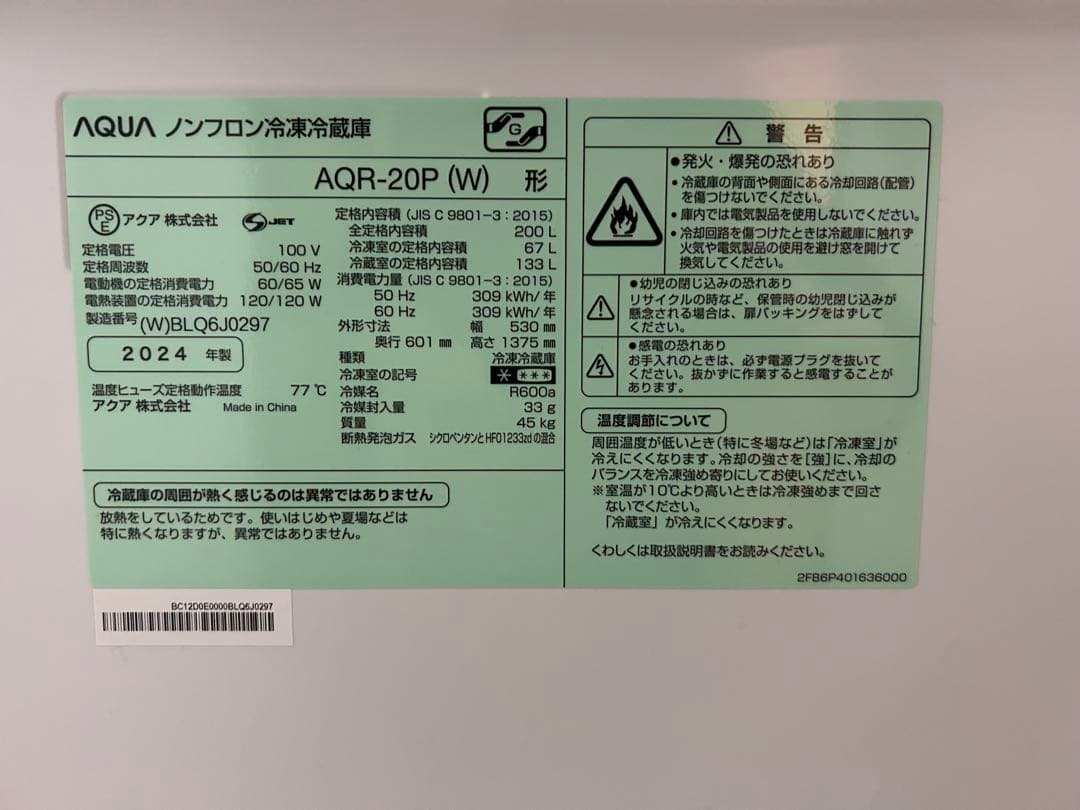 AQUA ノンフロン冷凍冷蔵庫
G
AQR-20P (W) 形
PS
E
アクア 株式会社
S JET
定格電圧 100 V
定格周波数 50/60 Hz
電動機の定格消費電力 60/65 W
電熱装置の定格消費電力 120/120 W
製造番号 (W)BLQ6J0297
2024 年製
温度ヒューズ定格動作温度 77 ℃
アクア 株式会社 Made in China
定格内容積 (JIS C 9801-3 : 2015)
全定格内容積 200 L
冷凍室の定格内容積 67 L
冷蔵室の定格内容積 133 L
消費電力量 (JIS C 9801-3 : 2015)
50 Hz 309 kWh/年
60 Hz 309 kWh/年
外形寸法 幅 530 ㎜
奥行 601 ㎜ 高さ 1375 ㎜
種類 冷凍冷蔵庫
冷凍室の記号
冷媒名 R600a
冷媒封入量 33 g
質量 45 kg
断熱発泡ガス シクロペンタンとHFO1233zdの混合
冷蔵庫の周囲が熱く感じるのは異常ではありません
放熱をしているためです。使いはじめや夏場などは
特に熱くなりますが、異常ではありません。
BC12D0E0000BLQ6J0297
警告
●発火・爆発の恐れあり
・冷蔵庫の背面や側面にある冷却回路(配管)
を傷つけないでください。
・庫内では電気製品を使用しないでください。
・冷却回路を傷つけたときは冷蔵庫に触れず
火気や電気製品の使用を避け窓を開けて
換気してください。
●幼児の閉じ込みの恐れあり
リサイクルの時など、保管時の幼児閉じ込みが
懸念される場合は、扉パッキングをはずして
ください。
●感電の恐れあり
お手入れのときは、必ず電源プラグを抜いて
ください。抜かずに作業すると感電することが
あります。
温度調節について
周囲温度が低いとき(特に冬場など)は「冷凍室」が
冷えにくくなります。冷却の強さを[強]に、冷却の
バランスを冷凍強め寄りにしてお使いください。
※室温が10℃より高いときは冷凍強めまで回さ
ないでください。
「冷蔵室」が冷えにくくなります。
くわしくは取扱説明書をお読みください。
2FB6P401636000